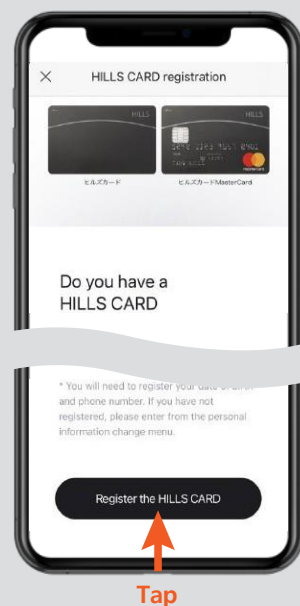 HILLS CARD registration
HILLS
HILLS
ヒルズカード
ヒルズカードMasterCard
Do you have a
HILLS CARD
* You will need to register your date of birth
and phone number. If you have not
registered, please enter from the personal
information change menu.
Register the HILLS CARD
Tap